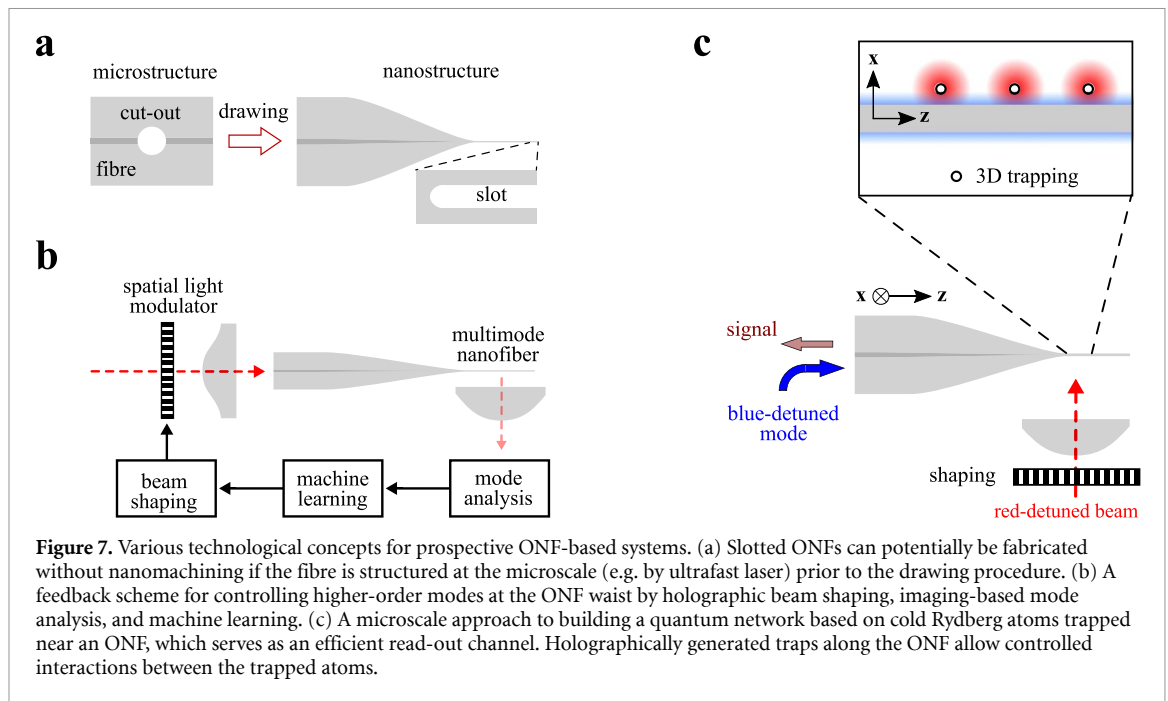 a
microstructure
nanostructure
cut-out
drawing
fibre
slot
b
spatial light
modulator
multimode
nanofiber
beam
shaping
machine
learning
mode
analysis
c
x
z
3D trapping
x
z
signal
blue-detuned
mode
shaping
red-detuned beam
Figure 7. Various technological concepts for prospective ONF-based systems. (a) Slotted ONFs can potentially be fabricated
without nanomachining if the fibre is structured at the microscale (e.g. by ultrafast laser) prior to the drawing procedure. (b) A
feedback scheme for controlling higher-order modes at the ONF waist by holographic beam shaping, imaging-based mode
analysis, and machine learning. (c) A microscale approach to building a quantum network based on cold Rydberg atoms trapped
near an ONF, which serves as an efficient read-out channel. Holographically generated traps along the ONF allow controlled
interactions between the trapped atoms.